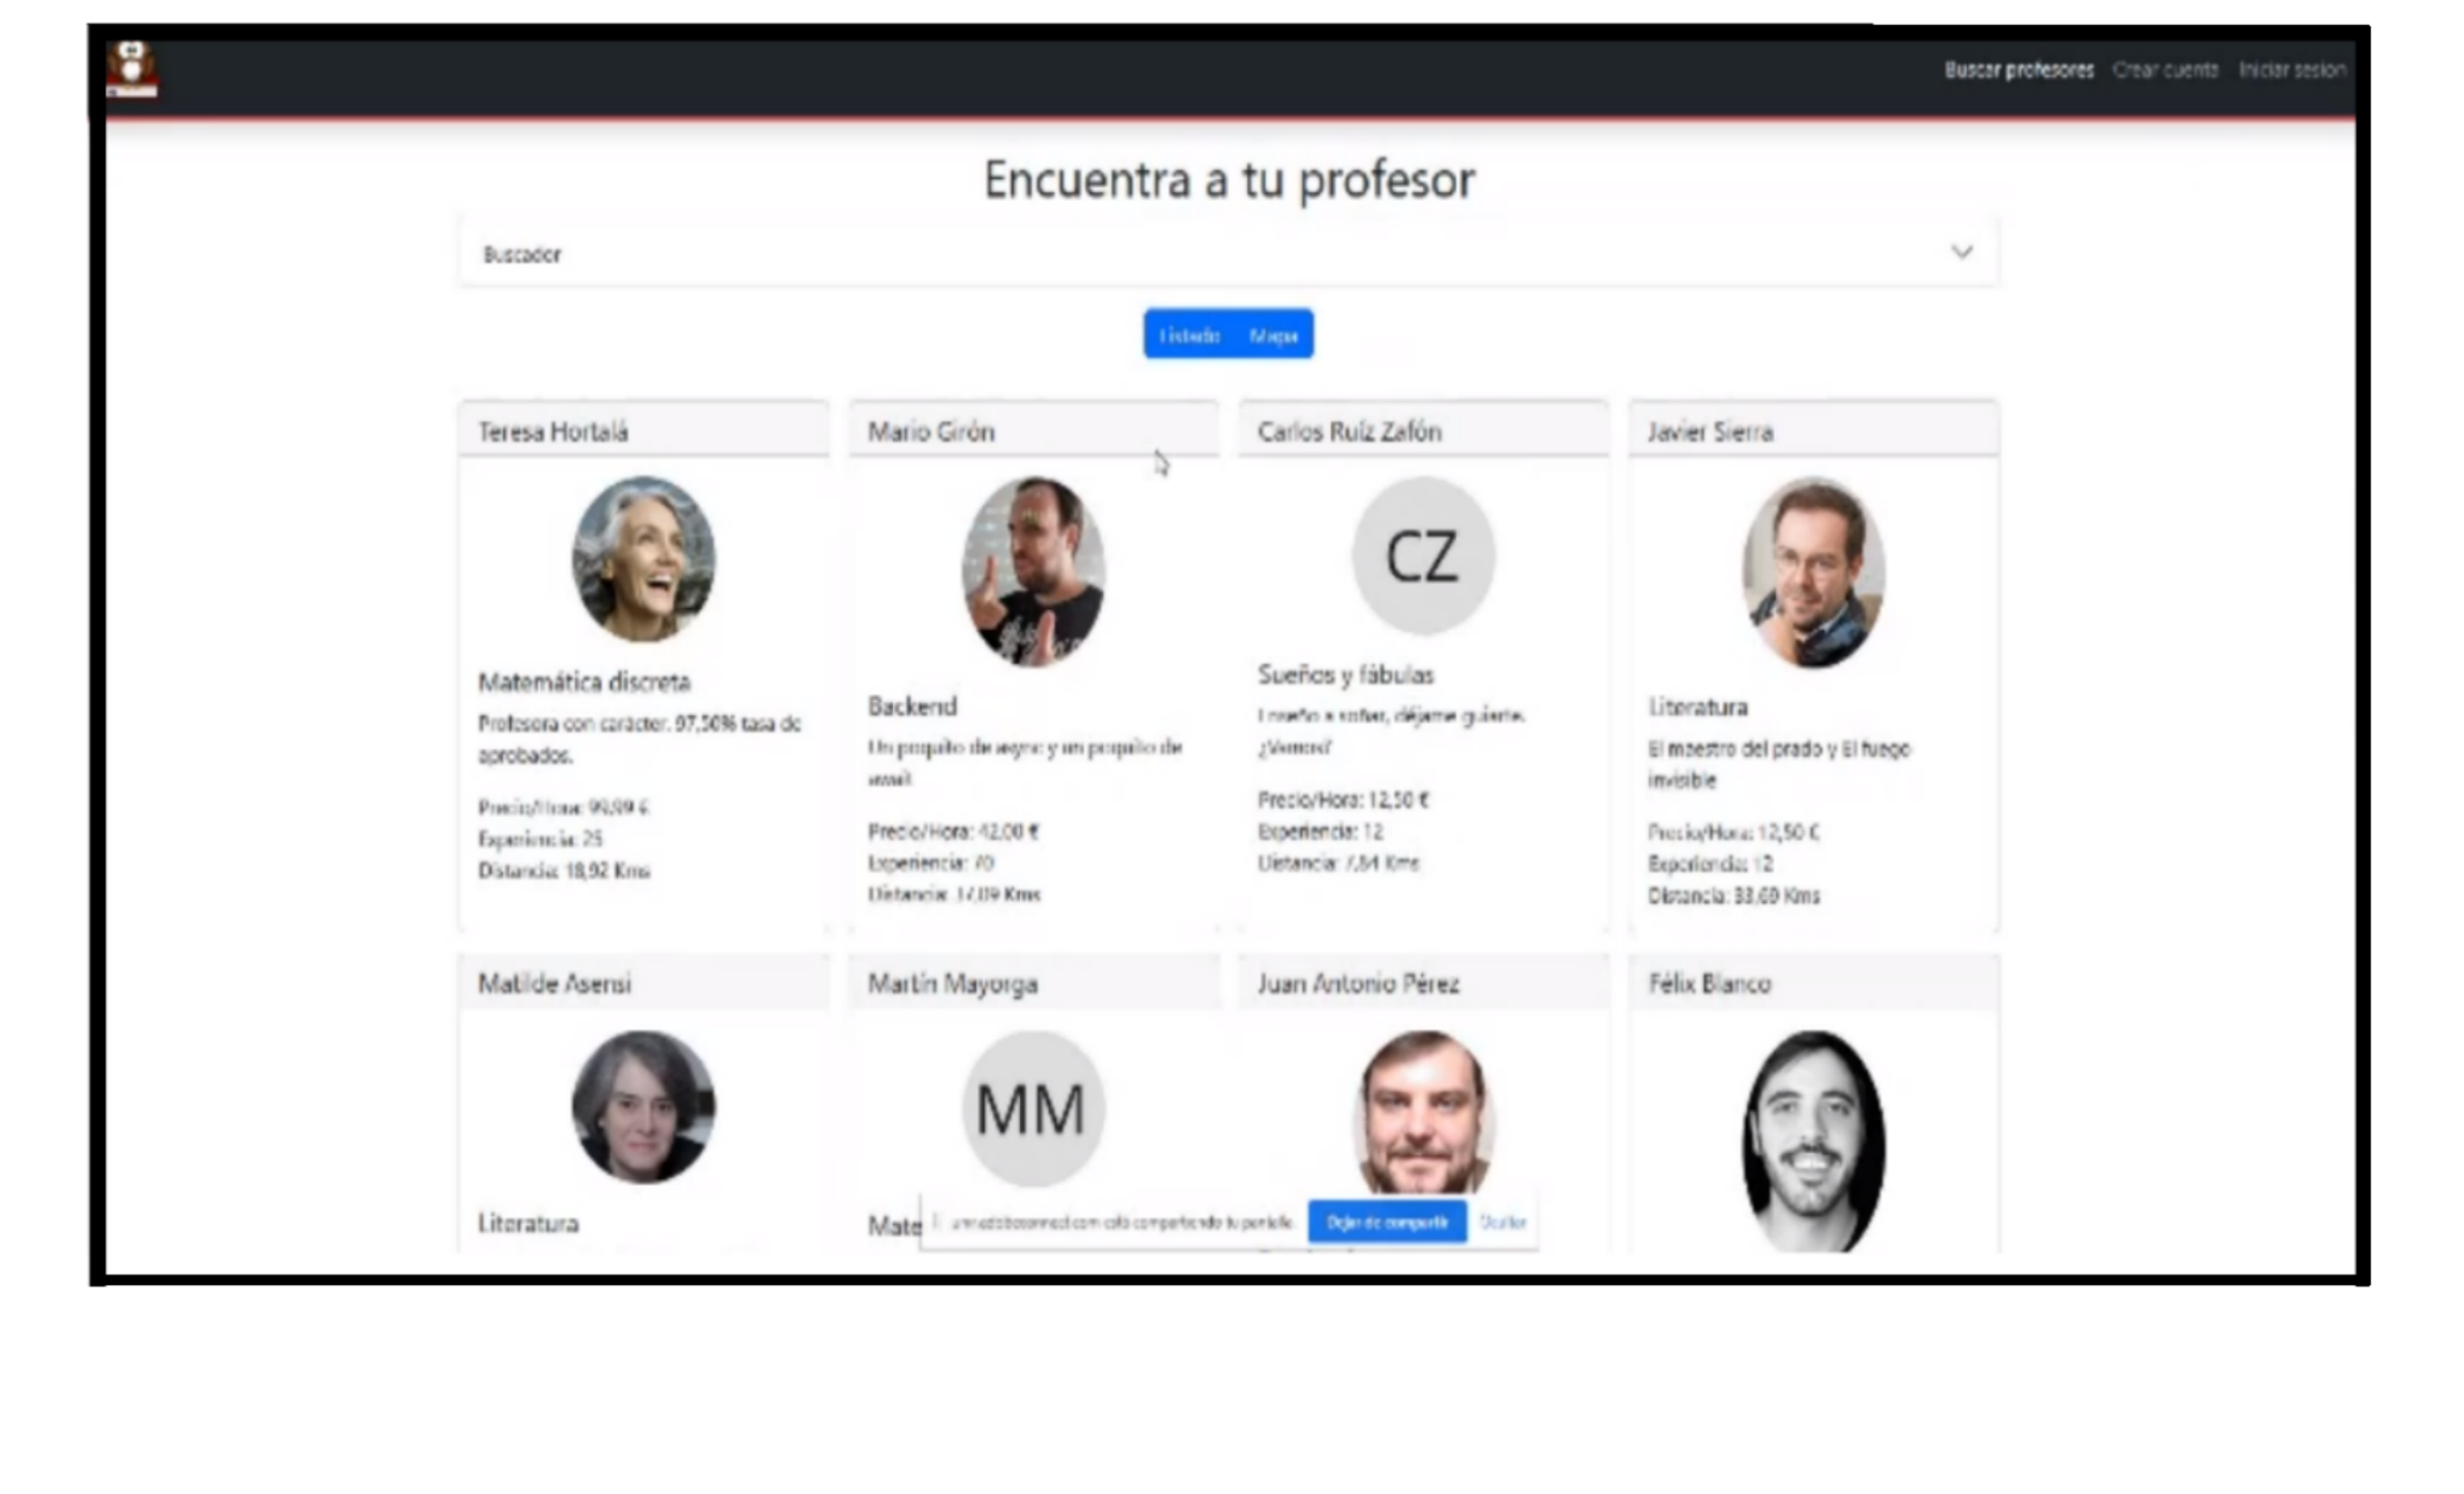 Buscar profesores Crear cuenta Iniciar sesion
Encuentra a tu profesor
Buscador
Listado Mapa
Teresa Hortalá
Matemática discreta
Profesora con carácter. 97,50% tasa de
aprobados.
Precio/Hora: 99,99 €
Experiencia: 25
Distancia: 18,92 Kms
Mario Girón
Backend
Un poquito de async y un poquito de
await
Precio/Hora: 42,00 €
Experiencia: 70
Distancia: 17,09 Kms
Carlos Ruíz Zafón
CZ
Sueños y fábulas
Enseño a soñar, déjame guiarte.
¿Vamos?
Precio/Hora: 12,50 €
Experiencia: 12
Distancia: 7,84 Kms
Javier Sierra
Literatura
El maestro del prado y El fuego
invisible
Precio/Hora: 12,50 €
Experiencia: 12
Distancia: 33,69 Kms
Matilde Asensi
Literatura
Martín Mayorga
MM
Mate
Juan Antonio Pérez
Félix Blanco
está compartiendo tu pantalla.
Dejar de compartir
Ocultar